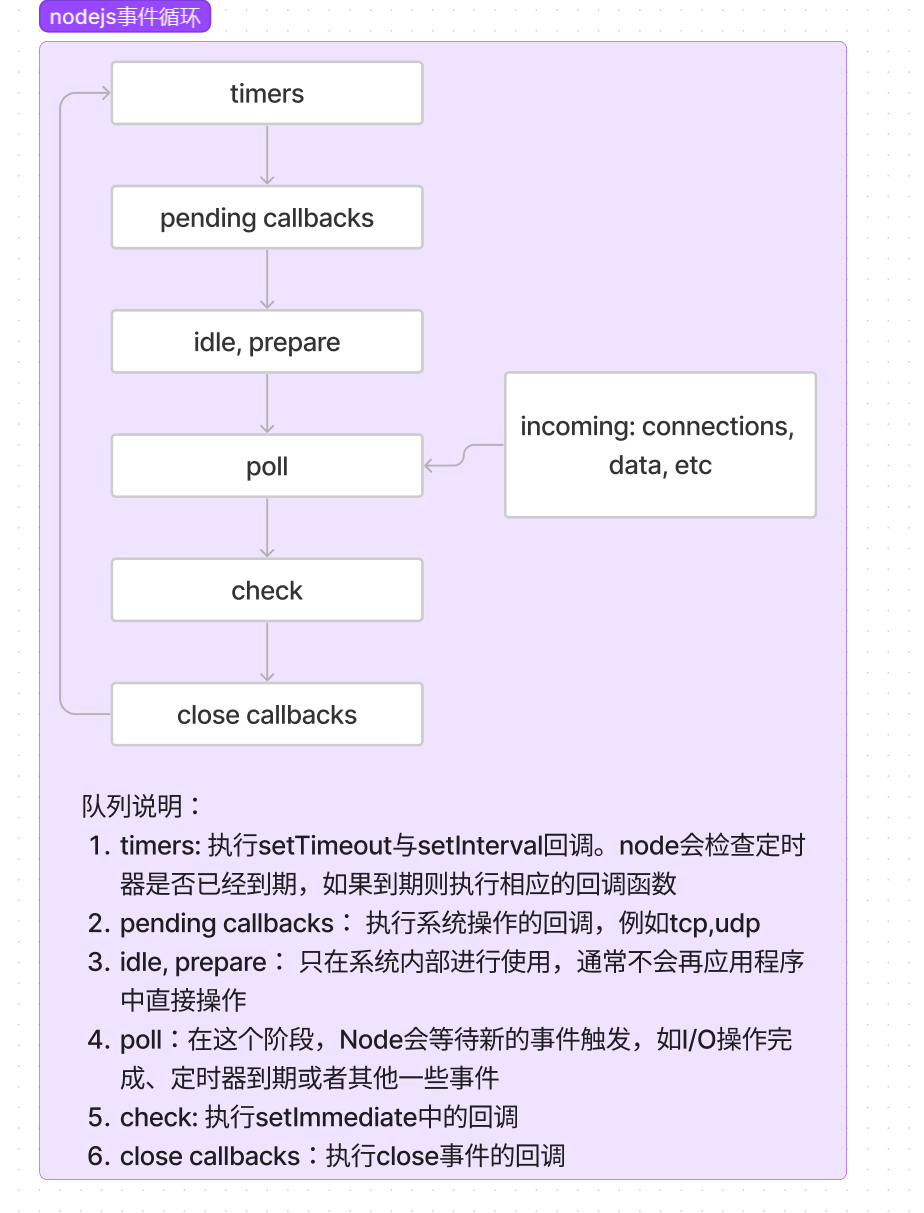 nodejs事件循环
timers
pending callbacks
idle, prepare
incoming: connections,
data, etc
poll
check
close callbacks
队列说明：
1. timers: 执行setTimeout与setInterval回调。node会检查定时
器是否已经到期，如果到期则执行相应的回调函数
2. pending callbacks： 执行系统操作的回调，例如tcp,udp
3. idle, prepare： 只在系统内部进行使用，通常不会再应用程序
中直接操作
4. poll：在这个阶段，Node会等待新的事件触发，如I/O操作完
成、定时器到期或者其他一些事件
5. check: 执行setImmediate中的回调
6. close callbacks：执行close事件的回调